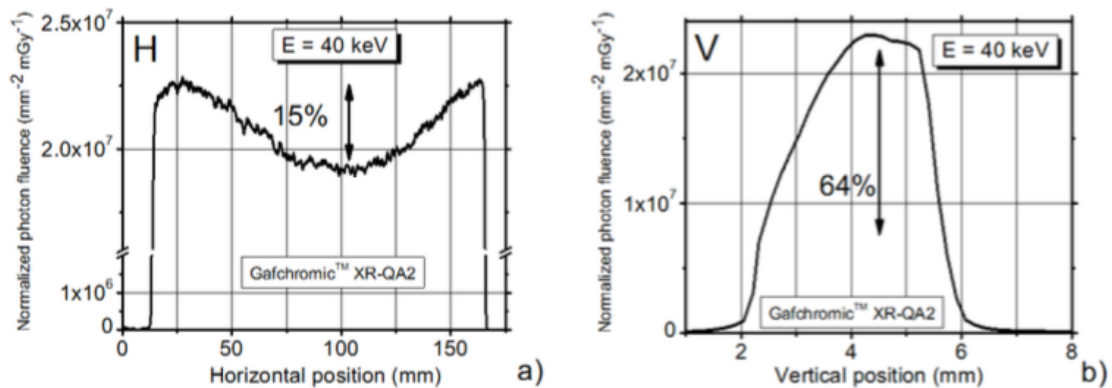 H
E = 40 keV
15%
Gafchromic™ XR-QA2
Normalized photon fluence (mm⁻² mGy⁻¹)
2.5x10⁷
2.0x10⁷
1x10⁶
0
0 50 100 150
Horizontal position (mm)
a)
V
E = 40 keV
64%
Gafchromic™ XR-QA2
Normalized photon fluence (mm⁻² mGy⁻¹)
2x10⁷
1x10⁷
0
2 4 6 8
Vertical position (mm)
b)